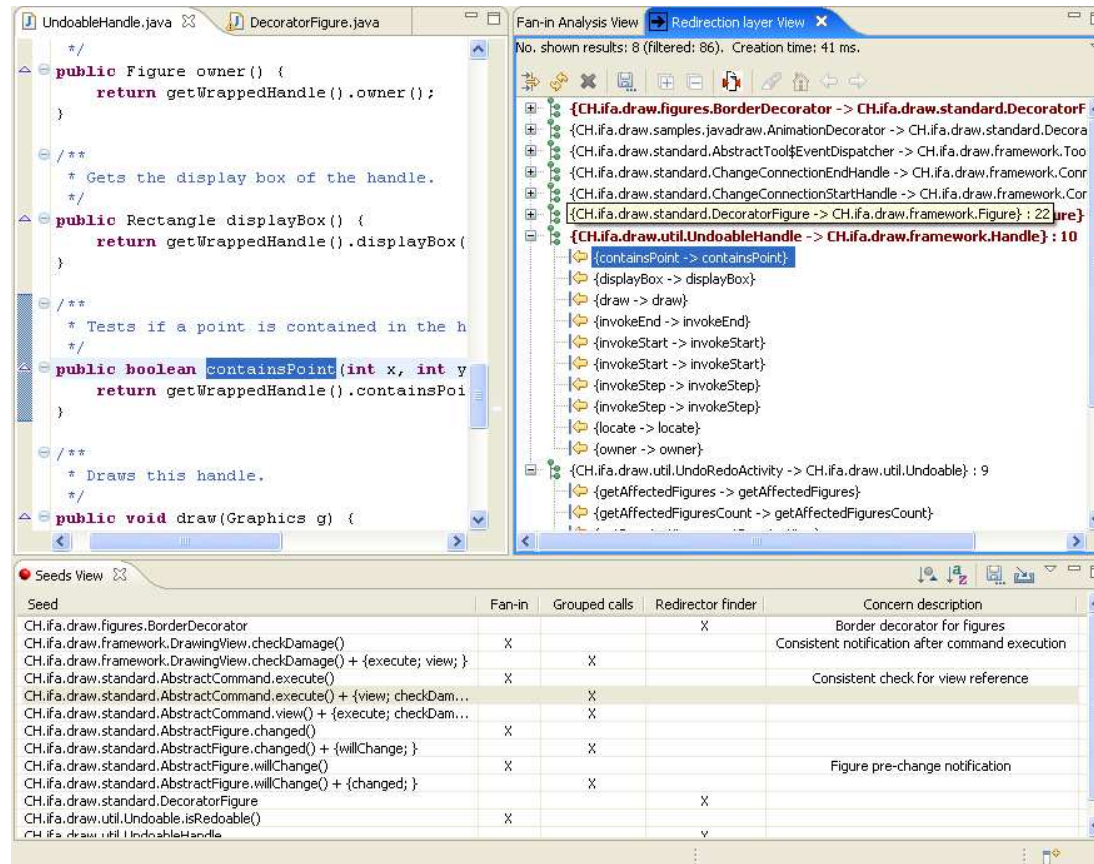 UndoableHandle.java
DecoratorFigure.java
*/
public Figure owner() {
return getWrappedHandle().owner();
}
/**
* Gets the display box of the handle.
*/
public Rectangle displayBox() {
return getWrappedHandle().displayBox(
}
/**
* Tests if a point is contained in the h
*/
public boolean containsPoint(int x, int y
return getWrappedHandle().containsPoi
}
/**
* Draws this handle.
*/
public void draw(Graphics g) {
Fan-in Analysis View
Redirection layer View
No. shown results: 8 (filtered: 86). Creation time: 41 ms.
{CH.ifa.draw.figures.BorderDecorator -> CH.ifa.draw.standard.DecoratorF
{CH.ifa.draw.samples.javadraw.AnimationDecorator -> CH.ifa.draw.standard.Decora
{CH.ifa.draw.standard.AbstractTool$EventDispatcher -> CH.ifa.draw.framework.Too
{CH.ifa.draw.standard.ChangeConnectionEndHandle -> CH.ifa.draw.framework.Conr
{CH.ifa.draw.standard.ChangeConnectionStartHandle -> CH.ifa.draw.framework.Cor
{CH.ifa.draw.standard.DecoratorFigure -> CH.ifa.draw.framework.Figure} : 22 ure}
{CH.ifa.draw.util.UndoableHandle -> CH.ifa.draw.framework.Handle} : 10
{containsPoint -> containsPoint}
{displayBox -> displayBox}
{draw -> draw}
{invokeEnd -> invokeEnd}
{invokeStart -> invokeStart}
{invokeStart -> invokeStart}
{invokeStep -> invokeStep}
{invokeStep -> invokeStep}
{locate -> locate}
{owner -> owner}
{CH.ifa.draw.util.UndoRedoActivity -> CH.ifa.draw.util.Undoable} : 9
{getAffectedFigures -> getAffectedFigures}
{getAffectedFiguresCount -> getAffectedFiguresCount}
Seeds View
Seed Fan-in Grouped calls Redirector finder Concern description
CH.ifa.draw.figures.BorderDecorator X Border decorator for figures
CH.ifa.draw.framework.DrawingView.checkDamage() X Consistent notification after command execution
CH.ifa.draw.framework.DrawingView.checkDamage() + {execute; view; } X
CH.ifa.draw.standard.AbstractCommand.execute() X Consistent check for view reference
CH.ifa.draw.standard.AbstractCommand.execute() + {view; checkDam... X
CH.ifa.draw.standard.AbstractCommand.view() + {execute; checkDam... X
CH.ifa.draw.standard.AbstractFigure.changed() X
CH.ifa.draw.standard.AbstractFigure.changed() + {willChange; } X
CH.ifa.draw.standard.AbstractFigure.willChange() X Figure pre-change notification
CH.ifa.draw.standard.AbstractFigure.willChange() + {changed; } X
CH.ifa.draw.standard.DecoratorFigure X
CH.ifa.draw.util.Undoable.isRedoable() X
CH.ifa.draw.util.UndoableHandle X